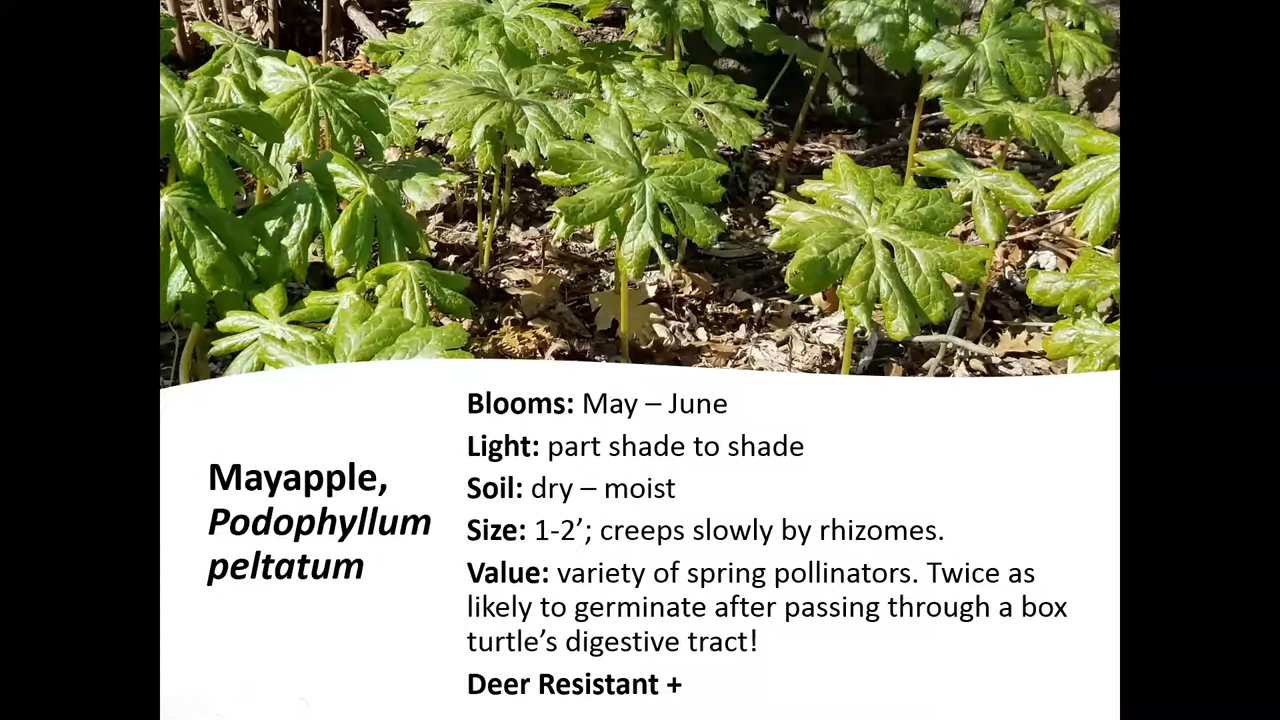 Mayapple,
Podophyllum
peltatum
Blooms: May – June
Light: part shade to shade
Soil: dry – moist
Size: 1-2’; creeps slowly by rhizomes.
Value: variety of spring pollinators. Twice as
likely to germinate after passing through a box
turtle’s digestive tract!
Deer Resistant +